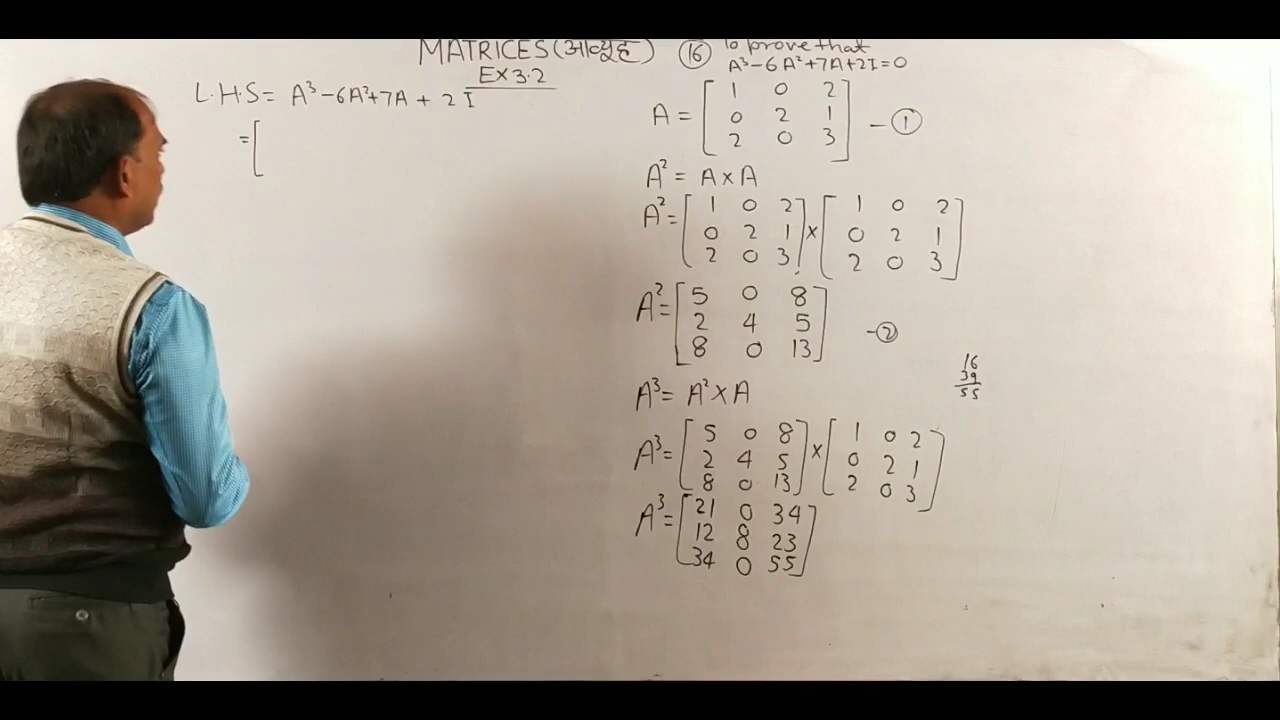 MATRICES (आव्यूह) 16 To prove that
A³-6A²+7A+2I=0
Ex 3.2
L.H.S = A³-6A²+7A + 2I
= [
A = [ 1 0 2
0 2 1
2 0 3 ] - 1
A² = A × A
A² = [ 1 0 2 ] × [ 1 0 2 ]
0 2 1 0 2 1
2 0 3 2 0 3
A² = [ 5 0 8 ]
2 4 5 - 2
8 0 13
16
39
55
A³ = A² × A
A³ = [ 5 0 8 ] × [ 1 0 2 ]
2 4 5 0 2 1
8 0 13 2 0 3
A³ = [ 21 0 34 ]
12 8 23
34 0 55